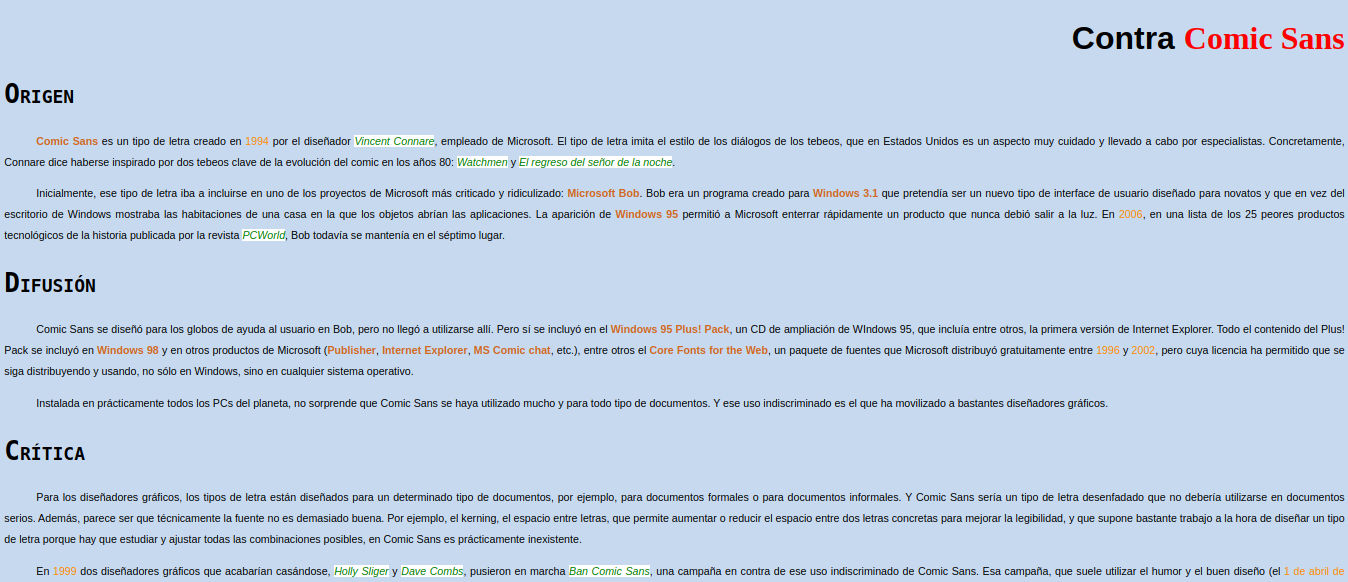 Contra Comic Sans
Origen
Comic Sans es un tipo de letra creado en 1994 por el diseñador Vincent Connare, empleado de Microsoft. El tipo de letra imita el estilo de los diálogos de los tebeos, que en Estados Unidos es un aspecto muy cuidado y llevado a cabo por especialistas. Concretamente,
Connare dice haberse inspirado por dos tebeos clave de la evolución del comic en los años 80: Watchmen y El regreso del señor de la noche.
Inicialmente, ese tipo de letra iba a incluirse en uno de los proyectos de Microsoft más criticado y ridiculizado: Microsoft Bob. Bob era un programa creado para Windows 3.1 que pretendía ser un nuevo tipo de interface de usuario diseñado para novatos y que en vez del
escritorio de Windows mostraba las habitaciones de una casa en la que los objetos abrían las aplicaciones. La aparición de Windows 95 permitió a Microsoft enterrar rápidamente un producto que nunca debió salir a la luz. En 2006, en una lista de los 25 peores productos
tecnológicos de la historia publicada por la revista PCWorld, Bob todavía se mantenía en el séptimo lugar.
Difusión
Comic Sans se diseñó para los globos de ayuda al usuario en Bob, pero no llegó a utilizarse allí. Pero sí se incluyó en el Windows 95 Plus! Pack, un CD de ampliación de WIndows 95, que incluía entre otros, la primera versión de Internet Explorer. Todo el contenido del Plus!
Pack se incluyó en Windows 98 y en otros productos de Microsoft (Publisher, Internet Explorer, MS Comic chat, etc.), entre otros el Core Fonts for the Web, un paquete de fuentes que Microsoft distribuyó gratuitamente entre 1996 y 2002, pero cuya licencia ha permitido que se
siga distribuyendo y usando, no sólo en Windows, sino en cualquier sistema operativo.
Instalada en prácticamente todos los PCs del planeta, no sorprende que Comic Sans se haya utilizado mucho y para todo tipo de documentos. Y ese uso indiscriminado es el que ha movilizado a bastantes diseñadores gráficos.
Crítica
Para los diseñadores gráficos, los tipos de letra están diseñados para un determinado tipo de documentos, por ejemplo, para documentos formales o para documentos informales. Y Comic Sans sería un tipo de letra desenfadado que no debería utilizarse en documentos
serios. Además, parece ser que técnicamente la fuente no es demasiado buena. Por ejemplo, el kerning, el espacio entre letras, que permite aumentar o reducir el espacio entre dos letras concretas para mejorar la legibilidad, y que supone bastante trabajo a la hora de diseñar un tipo
de letra porque hay que estudiar y ajustar todas las combinaciones posibles, en Comic Sans es prácticamente inexistente.
En 1999 dos diseñadores gráficos que acabarían casándose, Holly Sliger y Dave Combs, pusieron en marcha Ban Comic Sans, una campaña en contra de ese uso indiscriminado de Comic Sans. Esa campaña, que suele utilizar el humor y el buen diseño (el 1 de abril de